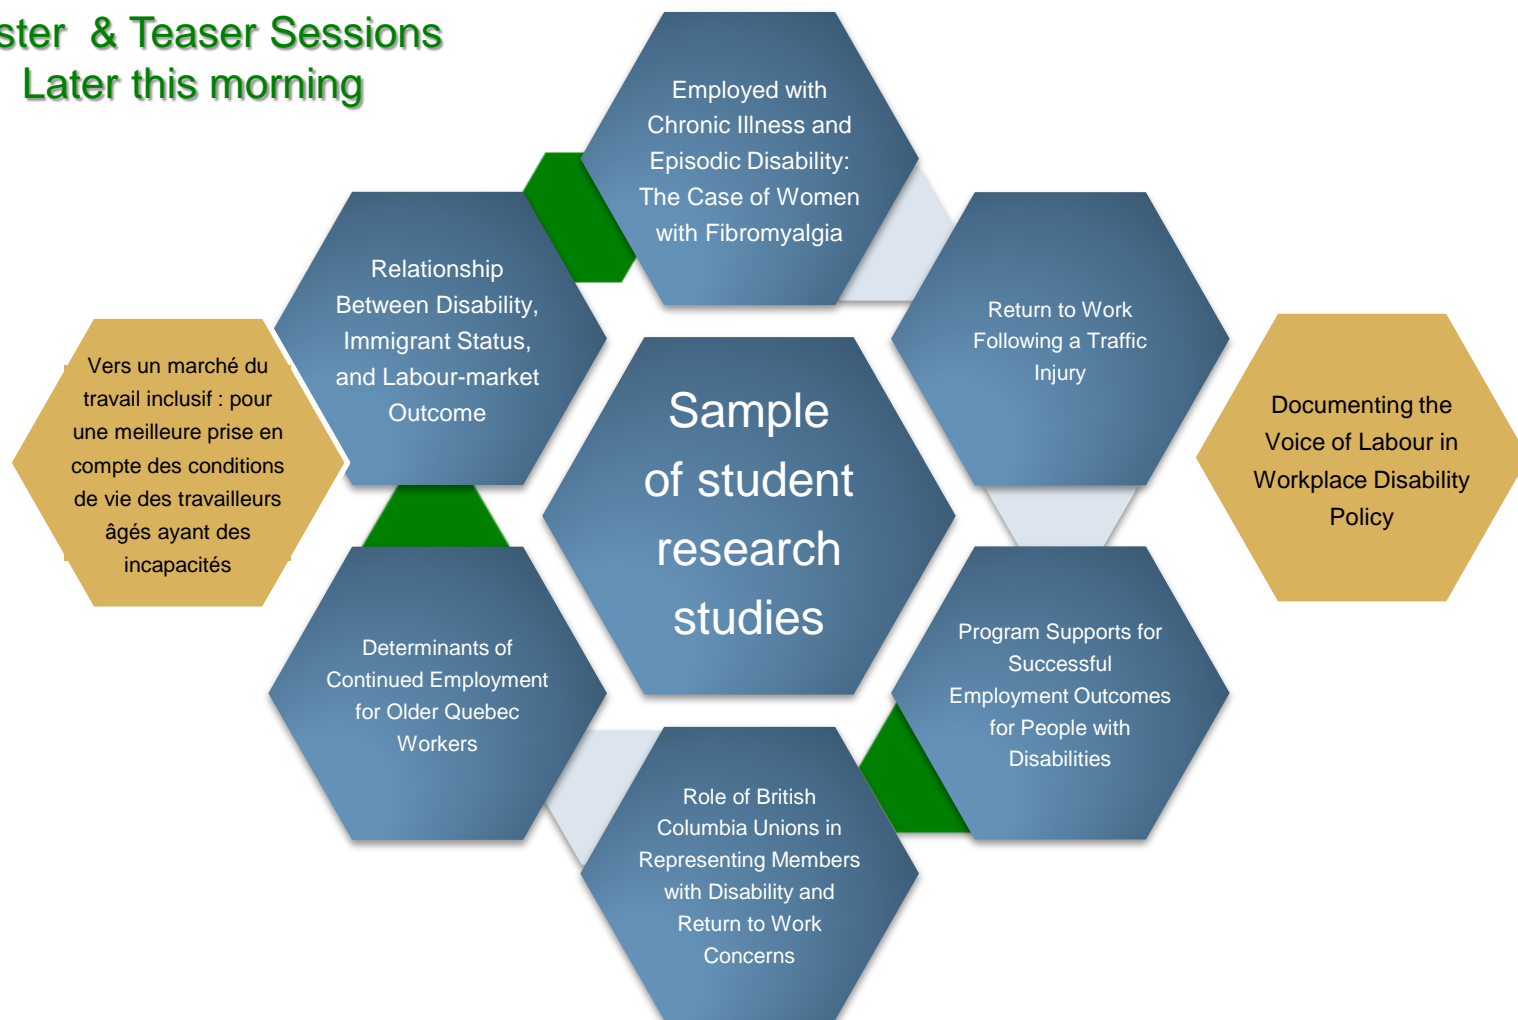 ster & Teaser Sessions
Later this morning
Employed with
Chronic Illness and
Episodic Disability:
The Case of Women
with Fibromyalgia
Relationship
Between Disability,
Immigrant Status,
and Labour-market
Outcome
Return to Work
Following a Traffic
Injury
Vers un marché du
travail inclusif : pour
une meilleure prise en
compte des conditions
de vie des travailleurs
âgés ayant des
incapacités
Sample
of student
research
studies
Documenting the
Voice of Labour in
Workplace Disability
Policy
Determinants of
Continued Employment
for Older Quebec
Workers
Program Supports for
Successful
Employment Outcomes
for People with
Disabilities
Role of British
Columbia Unions in
Representing Members
with Disability and
Return to Work
Concerns